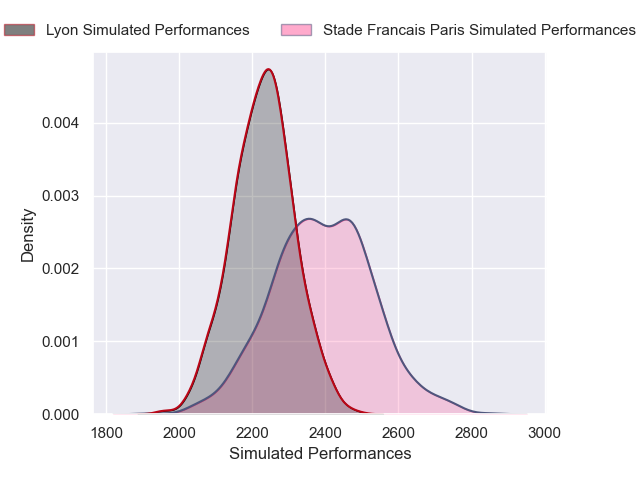 Lyon Simulated Performances Stade Francais Paris Simulated Performances
0.004
0.003
0.002
0.001
0.000
Density
1800 2000 2200 2400 2600 2800 3000
Simulated Performances